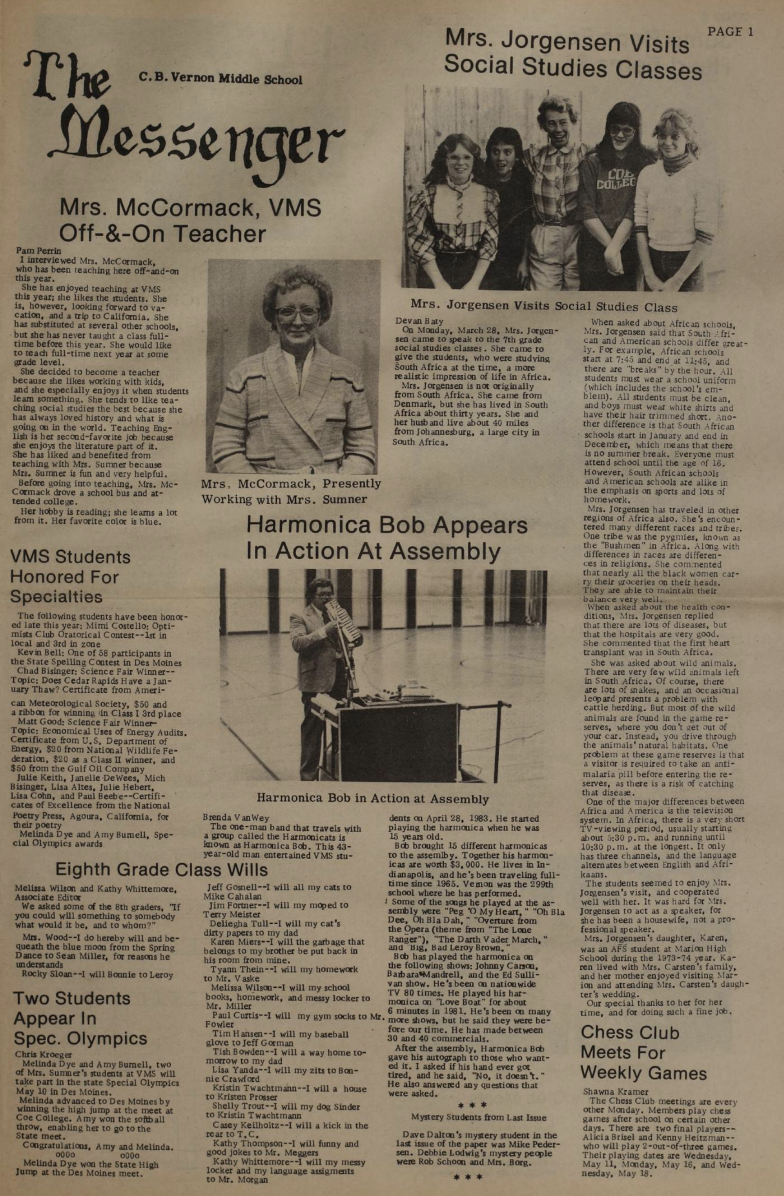 PAGE 1
The
Messenger
C. B. Vernon Middle School
Mrs. McCormack, VMS
Off-&-On Teacher
Pam Perrin
I interviewed Mrs. McCormack,
who has been teaching here off-and-on
this year.
She has enjoyed teaching at VMS
this year; she likes the students. She
is, however, looking forward to va-
cation, and a trip to California. She
has substituted at several other schools,
but she has never taught a class full-
time before this year. She would like
to teach full-time next year at some
grade level.
She decided to become a teacher
because she likes working with kids,
and she especially enjoys it when students
learn something. She tends to like tea-
ching social studies the best because she
has always loved history and what is
going on in the world. Teaching Eng-
lish is her second-favorite job because
she enjoys the literature part of it.
She has liked and benefited from
teaching with Mrs. Sumner because
Mrs. Sumner is fun and very helpful.
Before going into teaching, Mrs. Mc-
Cormack drove a school bus and at-
tended college.
Her hobby is reading; she learns a lot
from it. Her favorite color is blue.
Mrs. McCormack, Presently
Working with Mrs. Sumner
Mrs. Jorgensen Visits
Social Studies Classes
COE
COLLEGE
Mrs. Jorgensen Visits Social Studies Class
Devan Baty
On Monday, March 28, Mrs. Jorgen-
sen came to speak to the 7th grade
social studies classes. She came to
give the students, who were studying
South Africa at the time, a more
realistic impression of life in Africa.
Mrs. Jorgensen is not originally
from South Africa. She came from
Denmark, but she has lived in South
Africa about thirty years. She and
her husband live about 40 miles
from Johannesburg, a large city in
South Africa.
When asked about African schools,
Mrs. Jorgensen said that South Afri-
can and American schools differ great-
ly. For example, African schools
start at 7:45 and end at 11:45, and
there are "breaks" by the hour. All
students must wear a school uniform
(which includes the school's em-
blem). All students must be clean,
and boys must wear white shirts and
have their hair trimmed short. Ano-
ther difference is that South African
schools start in January and end in
December, which means that there
is no summer break. Everyone must
attend school until the age of 16.
However, South African schools
and American schools are alike in
the emphasis on sports and lots of
homework.
Mrs. Jorgensen has traveled in other
regions of Africa also. She's encoun-
tered many different races and tribes.
One tribe was the pygmies, known as
the "Bushmen" in Africa. Along with
differences in races are differen-
ces in religions. She commented
that nearly all the black women car-
ry their groceries on their heads.
They are able to maintain their
balance very well.
When asked about the health con-
ditions, Mrs. Jorgensen replied
that there are lots of diseases, but
that the hospitals are very good.
She commented that the first heart
transplant was in South Africa.
She was asked about wild animals.
There are very few wild animals left
in South Africa. Of course, there
are lots of snakes, and an occasional
leopard presents a problem with
cattle herding. But most of the wild
animals are found in the game re-
serves, where you don't get out of
your car. Instead, you drive through
the animals' natural habitats. One
problem at these game reserves is that
a visitor is required to take an anti-
malaria pill before entering the re-
serves, as there is a risk of catching
that disease.
One of the major differences between
Africa and America is the television
system. In Africa, there is a very short
TV-viewing period, usually starting
about 5:30 p.m. and running until
10:30 p.m. at the longest. It only
has three channels, and the language
alternates between English and Afri-
kaans.
The students seemed to enjoy Mrs.
Jorgensen's visit, and cooperated
well with her. It was hard for Mrs.
Jorgensen to act as a speaker, for
she has been a housewife, not a pro-
fessional speaker.
Mrs. Jorgensen's daughter, Karen,
was an AFS student at Marion High
School during the 1973-74 year. Ka-
ren lived with Mrs. Carsten's family,
and her mother enjoyed visiting Mar-
ion and attending Mrs. Carsten's daugh-
ter's wedding.
Our special thanks to her for her
time, and for doing such a fine job.
Harmonica Bob Appears
In Action At Assembly
Harmonica Bob in Action at Assembly
Brenda VanWey
The one-man band that travels with
a group called the Harmonicats is
known as Harmonica Bob. This 43-
year-old man entertained VMS stu-
dents on April 28, 1983. He started
playing the harmonica when he was
15 years old.
Bob brought 15 different harmonicas
to the assembly. Together his harmon-
icas are worth $3,000. He lives in In-
dianapolis, and he's been traveling full-
time since 1965. Vernon was the 299th
school where he has performed.
Some of the songs he played at the as-
sembly were "Peg 'O My Heart," "Oh Bla
Dee, Oh Bla Dah," "Overture from
the Opera (theme from "The Lone
Ranger"), "The Darth Vader March,"
and "Big, Bad Leroy Brown."
Bob has played the harmonica on
the following shows: Johnny Carson,
Barbara Mandrell, and the Ed Sulli-
van show. He's been on nationwide
TV 80 times. He played his har-
monica on "Love Boat" for about
6 minutes in 1981. He's been on many
more shows, but he said they were be-
fore our time. He has made between
30 and 40 commercials.
After the assembly, Harmonica Bob
gave his autograph to those who want-
ed it. I asked if his hand ever got
tired, and he said, "No, it doesn't."
He also answered any questions that
were asked.
* * *
Mystery Students from Last Issue
Dave Dalton's mystery student in the
last issue of the paper was Mike Peder-
sen. Debbie Lodwig's mystery people
were Rob Schoon and Mrs. Borg.
* * *
VMS Students
Honored For
Specialties
The following students have been honor-
ed late this year; Mimi Costello; Opti-
mists Club Oratorical Contest--1st in
local and 3rd in zone
Kevin Bell; One of 58 participants in
the State Spelling Contest in Des Moines
Chad Bisinger; Science Fair Winner--
Topic: Does Cedar Rapids Have a Jan-
uary Thaw? Certificate from Ameri-
can Meteorological Society, $50 and
a ribbon for winning in Class I 3rd place
Matt Good; Science Fair Winner--
Topic: Economical Uses of Energy Audits.
Certificate from U.S. Department of
Energy, $20 from National Wildlife Fe-
deration, $20 as a Class II winner, and
$50 from the Gulf Oil Company
Julie Keith, Janelle DeWees, Mich
Bisinger, Lisa Altes, Julie Hebert,
Lisa Cohn, and Paul Beebe--Certifi-
cates of Excellence from the National
Poetry Press, Agoura, California, for
their poetry
Melinda Dye and Amy Burnell, Spe-
cial Olympics awards
Eighth Grade Class Wills
Melissa Wilson and Kathy Whittemore,
Associate Editor
We asked some of the 8th graders, "If
you could will something to somebody
what would it be, and to whom?"
Mrs. Wood--I do hereby will and be-
queath the blue moon from the Spring
Dance to Sean Miller, for reasons he
understands
Rocky Sloan--I will Bonnie to Leroy
Jeff Gosnell--I will all my cats to
Mike Cahalan
Jim Fortner--I will my moped to
Terry Meister
Deliegha Tull--I will my cat's
dirty papers to my dad
Karen Miers--I will the garbage that
belongs to my brother be put back in
his room from mine.
Tyann Thein--I will my homework
to Mr. Vaske
Melissa Wilson--I will my school
books, homework, and messy locker to
Mr. Miller
Paul Curtis--I will my gym socks to Mr.
Fowler
Tim Hansen--I will my baseball
glove to Jeff Gorman
Tish Bowden--I will a way home to-
morrow to my dad
Lisa Yanda--I will my zits to Bon-
nie Crawford
Kristin Twachtmann--I will a house
to Kristen Prosser
Shelly Trout--I will my dog Sinder
to Kristin Twachtmann
Casey Keilholtz--I will a kick in the
rear to T.C.
Kathy Thompson--I will funny and
good jokes to Mr. Meggers
Kathy Whittemore--I will my messy
locker and my language assigments
to Mr. Morgan
Two Students
Appear In
Spec. Olympics
Chris Kroeger
Melinda Dye and Amy Burnell, two
of Mrs. Sumner's students at VMS will
take part in the state Special Olympics
May 10 in Des Moines.
Melinda advanced to Des Moines by
winning the high jump at the meet at
Coe College. Amy won the softball
throw, enabling her to go to the
State meet.
Congratulations, Amy and Melinda.
oooo oooo
Melinda Dye won the State High
Jump at the Des Moines meet.
Chess Club
Meets For
Weekly Games
Shawna Kramer
The Chess Club meetings are every
other Monday. Members play chess
games after school on certain other
days. There are two final players--
Alicia Brisel and Kenny Heitzman--
who will play 2-out-of-three games.
Their playing dates are Wednesday,
May 11, Monday, May 16, and Wed-
nesday, May 18.